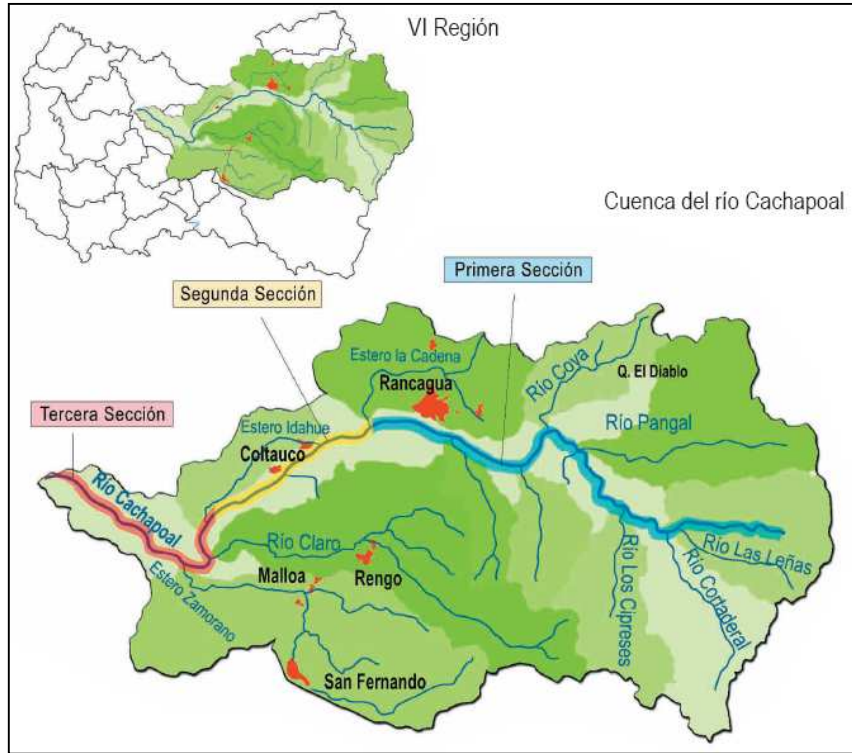 VI Región
Cuenca del río Cachapoal
Primera Sección
Segunda Sección
Tercera Sección
Estero la Cadena
Rancagua
Río Coya
Q. El Diablo
Río Pangal
Estero Idahue
Coltauco
Río Cachapoal
Río Claro
Malloa
Rengo
Estero Zamorano
San Fernando
Río Los Cipreses
Río Cortaderal
Río Las Leñas